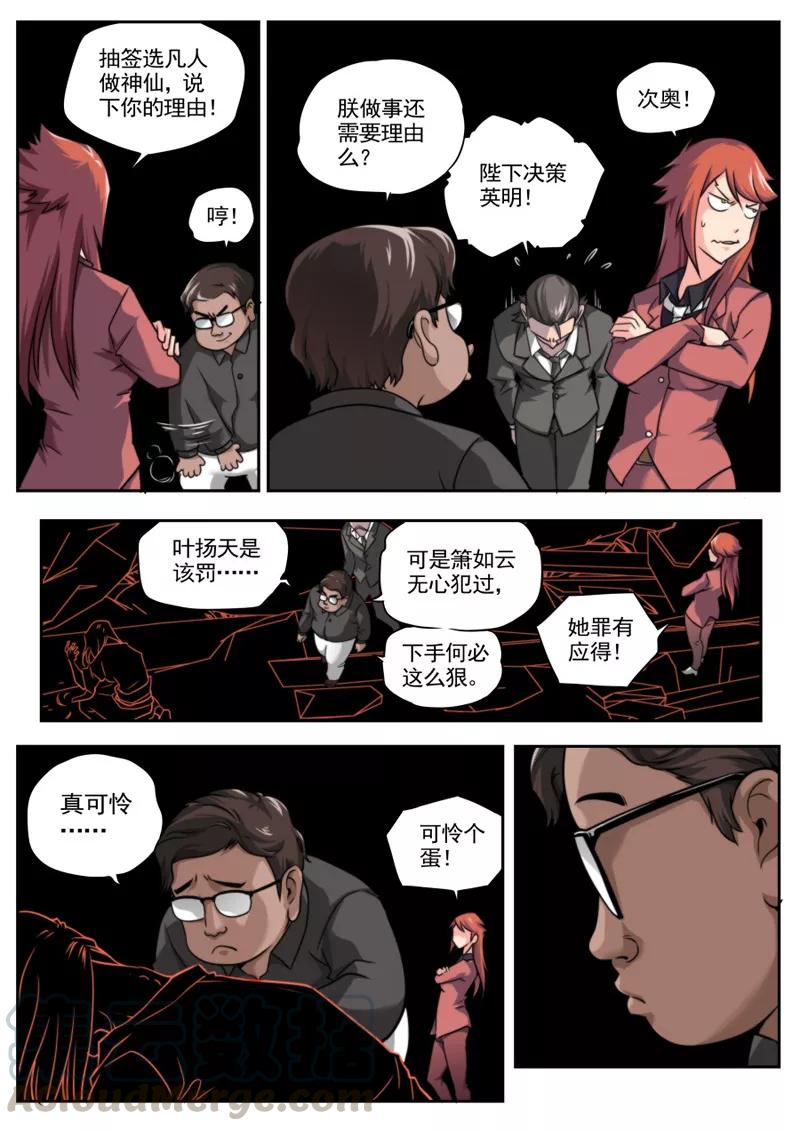 抽签选凡人
做神仙，说
下你的理由！
哼！
朕做事还
需要理由
么？
陛下决策
英明！
次奥！
叶扬天是
该罚……
可是箫如云
无心犯过，
下手何必
这么狠。
她罪有
应得！
真可怜
……
可怜个
蛋！
AcloudMerge.com